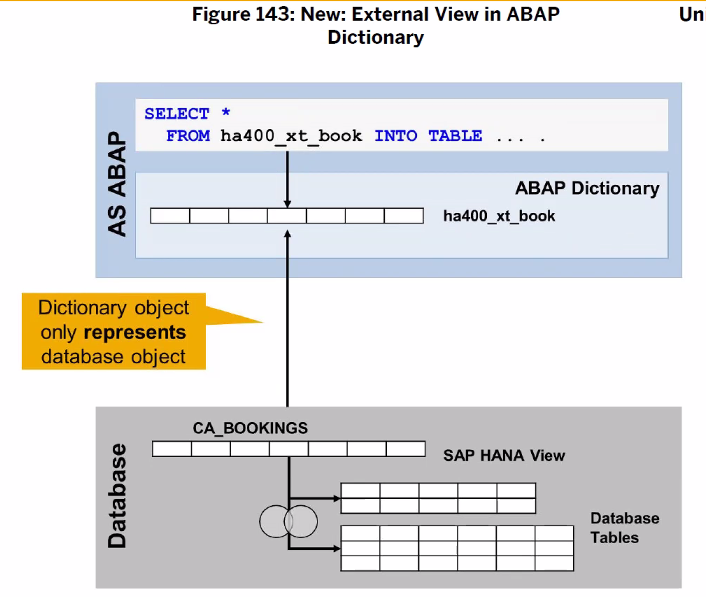 Figure 143: New: External View in ABAP
Dictionary
AS ABAP
SELECT *
FROM ha400_xt_book INTO TABLE ... .
ABAP Dictionary
ha400_xt_book
Dictionary object
only represents
database object
Database
CA_BOOKINGS
SAP HANA View
Database
Tables